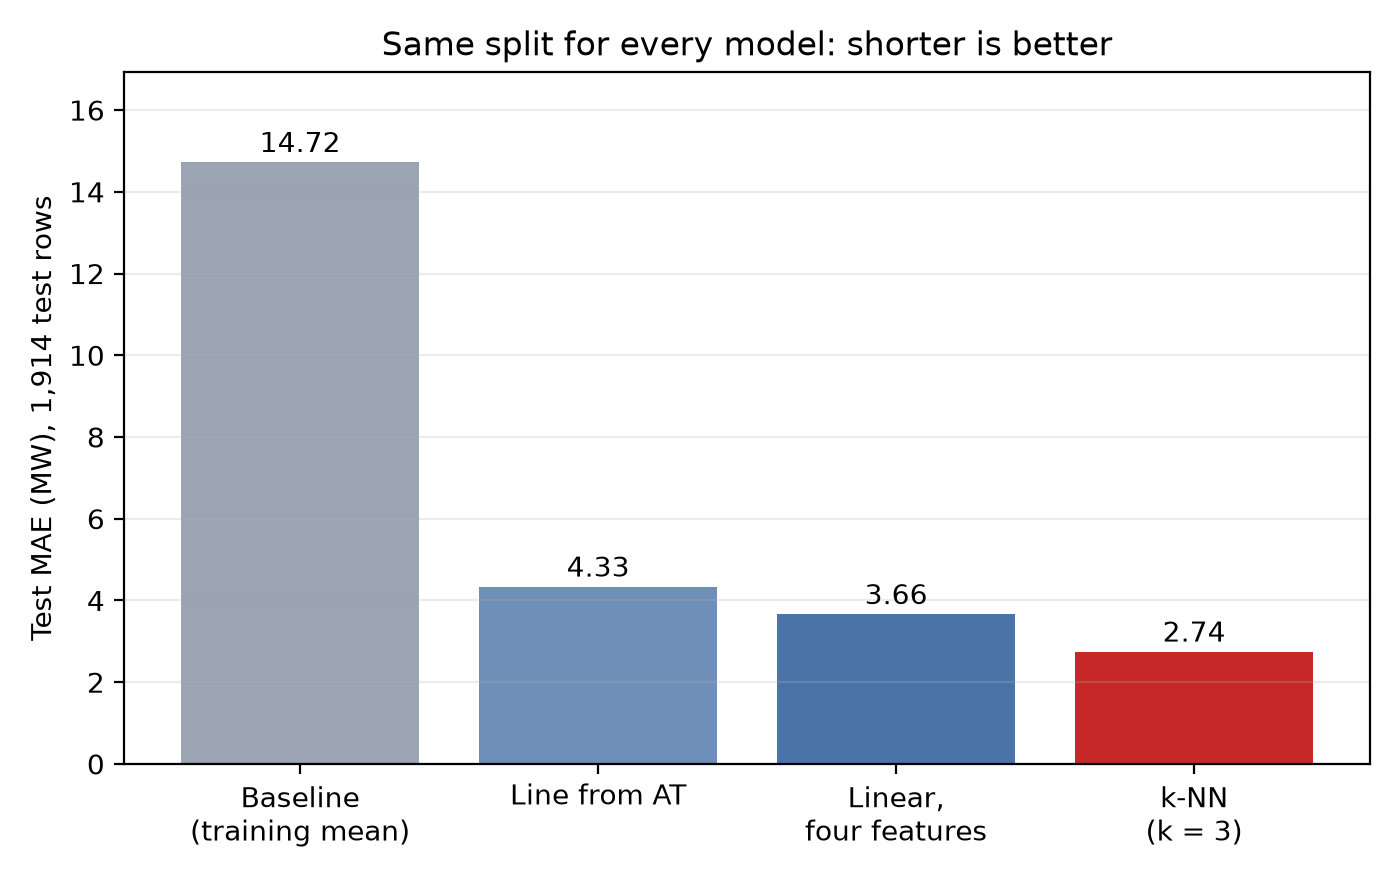 Same split for every model: shorter is better
Test MAE (MW), 1,914 test rows
16
14
12
10
8
6
4
2
0
14.72
4.33
3.66
2.74
Baseline
(training mean)
Line from AT
Linear,
four features
k-NN
(k = 3)